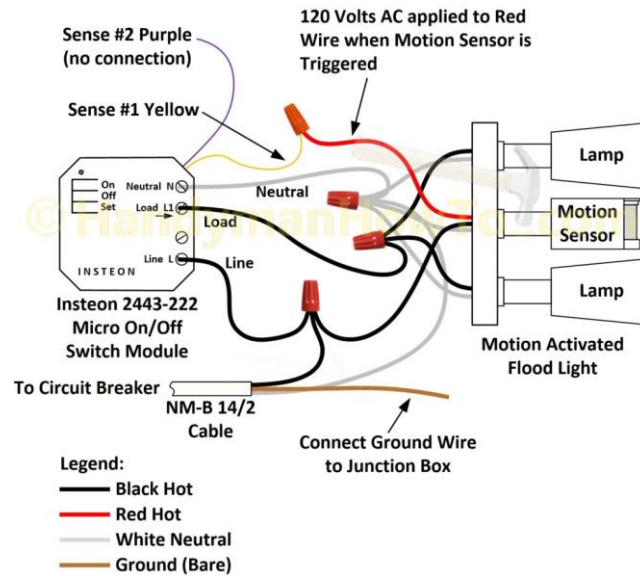 120 Volts AC applied to Red
Wire when Motion Sensor is
Triggered
Sense #2 Purple
(no connection)
Sense #1 Yellow
On
Off
Set
Neutral N
Load L1
Line L
INSTEON
Neutral
Load
Line
Lamp
Motion
Sensor
Lamp
© HandymanHowTo.com
Insteon 2443-222
Micro On/Off
Switch Module
Motion Activated
Flood Light
To Circuit Breaker
NM-B 14/2
Cable
Connect Ground Wire
to Junction Box
Legend:
Black Hot
Red Hot
White Neutral
Ground (Bare)